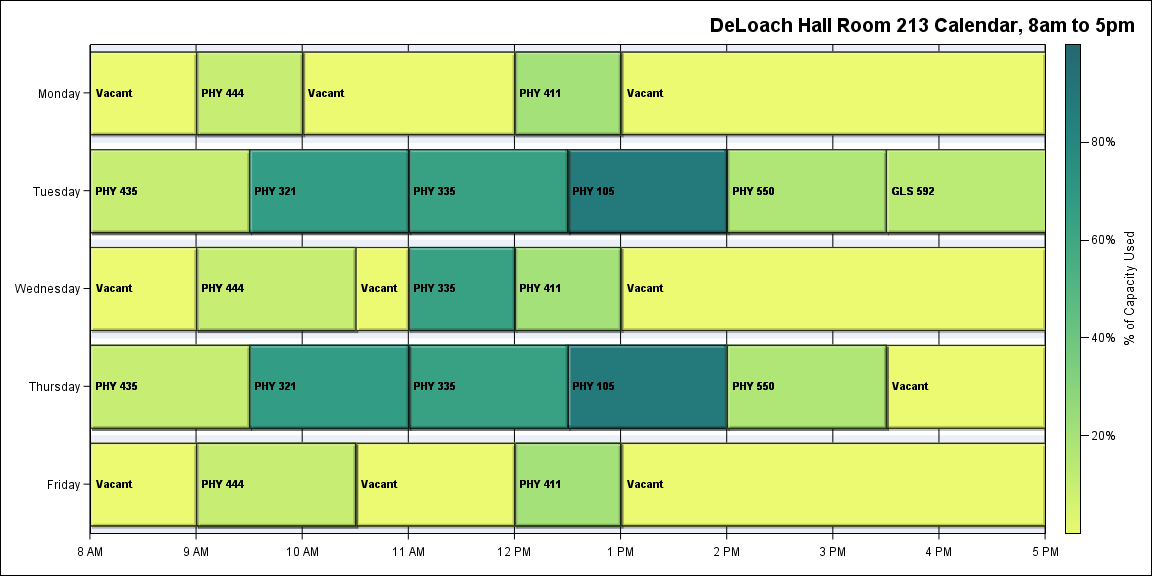 DeLoach Hall Room 213 Calendar, 8am to 5pm
Monday
Vacant
PHY 444
Vacant
PHY 411
Vacant
Tuesday
PHY 435
PHY 321
PHY 335
PHY 105
PHY 550
GLS 592
Wednesday
Vacant
PHY 444
Vacant
PHY 335
PHY 411
Vacant
Thursday
PHY 435
PHY 321
PHY 335
PHY 105
PHY 550
Vacant
Friday
Vacant
PHY 444
Vacant
PHY 411
Vacant
8 AM
9 AM
10 AM
11 AM
12 PM
1 PM
2 PM
3 PM
4 PM
5 PM
80%
60%
40%
20%
% of Capacity Used